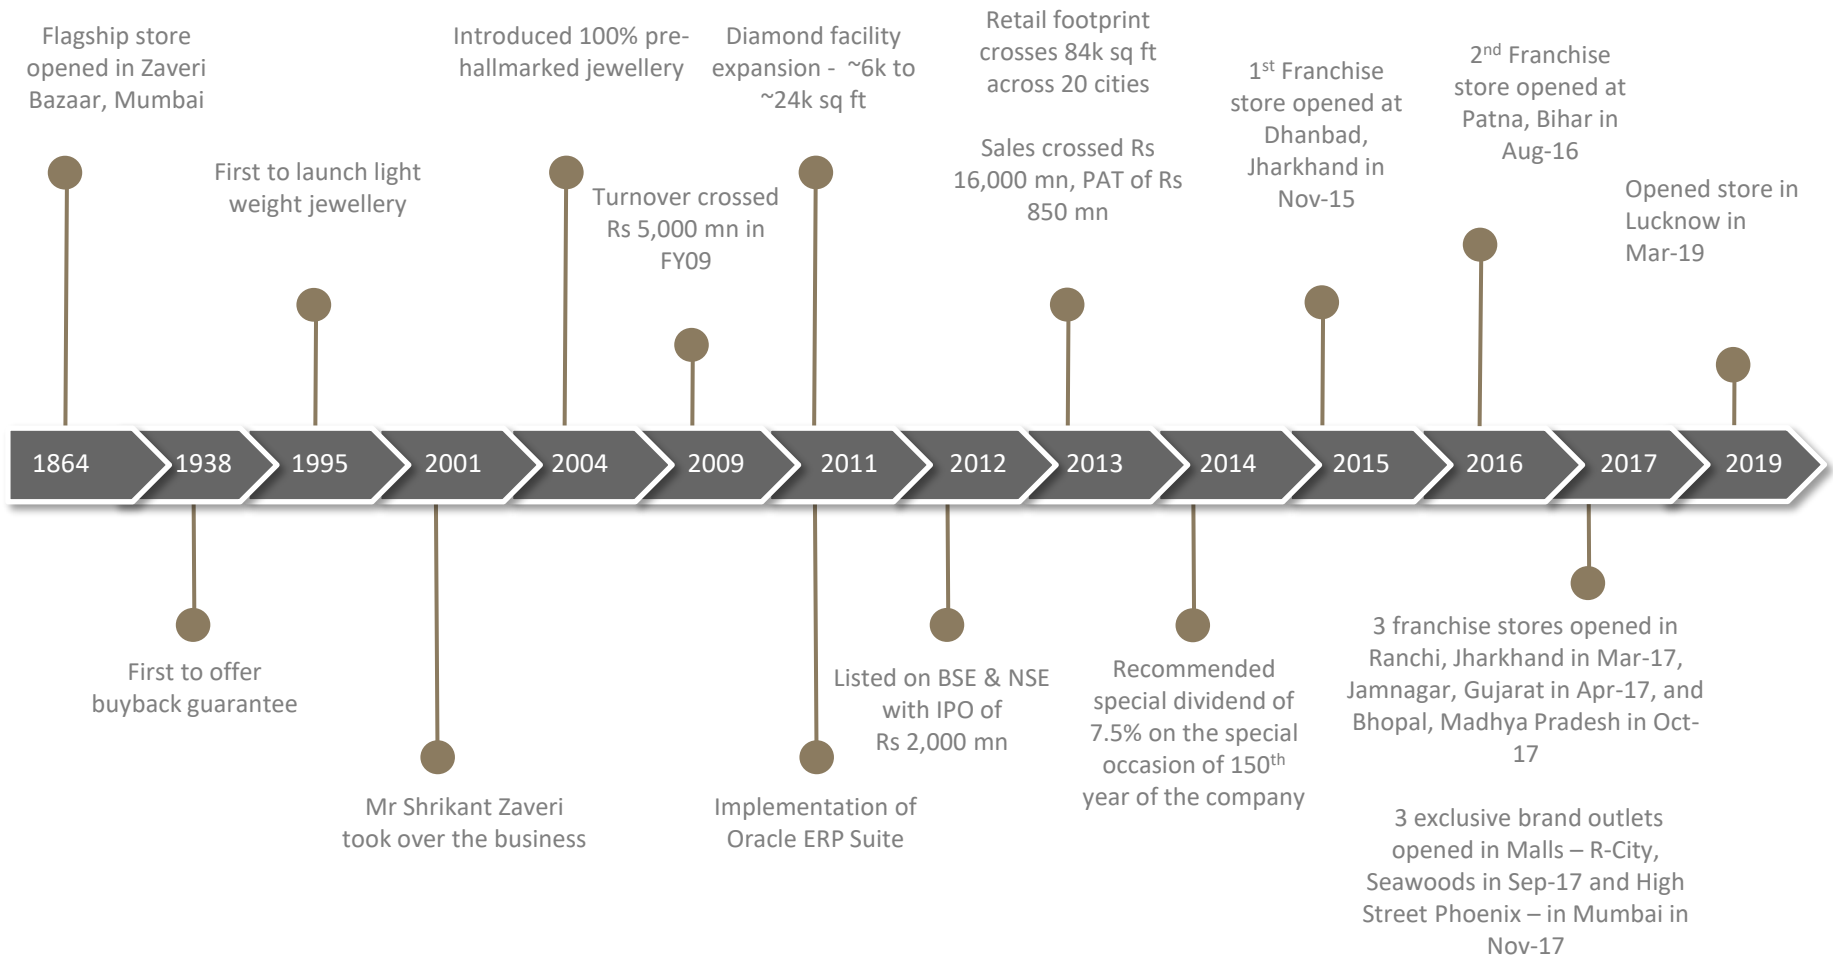 Flagship store
opened in Zaveri
Bazaar, Mumbai
First to launch light
weight jewellery
Introduced 100% pre-
hallmarked jewellery
Turnover crossed
Rs 5,000 mn in
FY09
Diamond facility
expansion -  ~6k to
~24k sq ft
Retail footprint
crosses 84k sq ft
across 20 cities
Sales crossed Rs
16,000 mn, PAT of Rs
850 mn
1st Franchise
store opened at
Dhanbad,
Jharkhand in
Nov-15
2nd Franchise
store opened at
Patna, Bihar in
Aug-16
Opened store in
Lucknow in
Mar-19
1864 1938 1995 2001 2004 2009 2011 2012 2013 2014 2015 2016 2017 2019
First to offer
buyback guarantee
Mr Shrikant Zaveri
took over the business
Implementation of
Oracle ERP Suite
Listed on BSE & NSE
with IPO of
Rs 2,000 mn
Recommended
special dividend of
7.5% on the special
occasion of 150th
year of the company
3 franchise stores opened in
Ranchi, Jharkhand in Mar-17,
Jamnagar, Gujarat in Apr-17, and
Bhopal, Madhya Pradesh in Oct-
17
3 exclusive brand outlets
opened in Malls – R-City,
Seawoods in Sep-17 and High
Street Phoenix – in Mumbai in
Nov-17